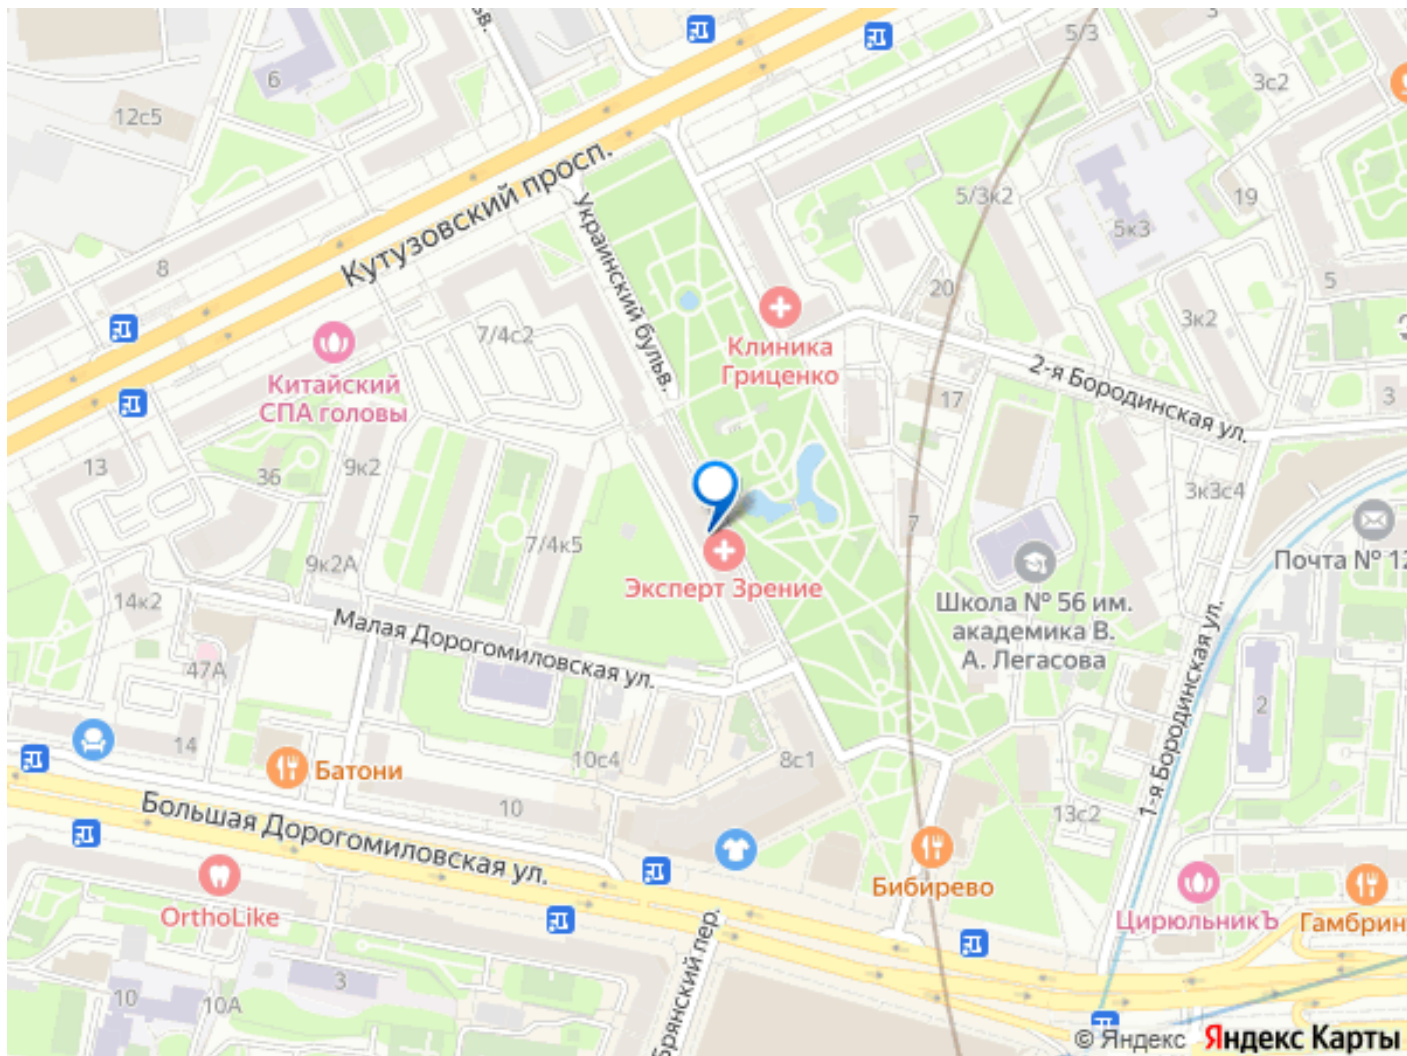 5/3
3
6
3с2
12с5
Кутузовский просп.
Украинский бульв.
5/3к2
19
5к3
8
5
20
7/4с2
3к2
Клиника
Гриценко
Китайский
СПА головы
2-я Бородинская ул.
17
3
13
36
9к2
3к3с4
7
7/4к5
9к2А
Почта № 12
Эксперт Зрение
Школа № 56 им.
академика В.
А. Легасова
14к2
Малая Дорогомиловская ул.
47А
1-я Бородинская ул.
2
14
Батони
10с4
8с1
10
13с2
Большая Дорогомиловская ул.
Бибирево
OrthoLike
ЦирюльникЪ
Гамбрин
Брянский пер.
3
10
10А
© Яндекс Яндекс Карты